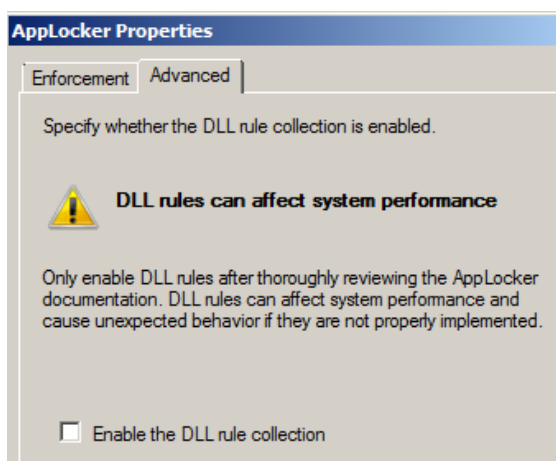 AppLocker Properties
Enforcement Advanced
Specify whether the DLL rule collection is enabled.
DLL rules can affect system performance
Only enable DLL rules after thoroughly reviewing the AppLocker
documentation. DLL rules can affect system performance and
cause unexpected behavior if they are not properly implemented.
Enable the DLL rule collection